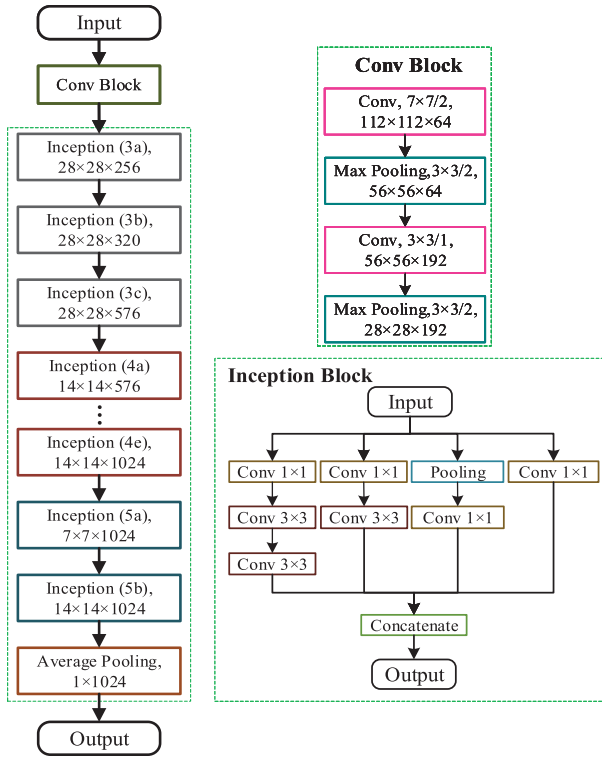 Input
Conv Block
Inception (3a),
28×28×256
Inception (3b),
28×28×320
Inception (3c),
28×28×576
Inception (4a)
14×14×576
⋮
Inception (4e),
14×14×1024
Inception (5a),
7×7×1024
Inception (5b),
14×14×1024
Average Pooling,
1×1024
Output
Conv Block
Conv, 7×7/2,
112×112×64
Max Pooling,3×3/2,
56×56×64
Conv, 3×3/1,
56×56×192
Max Pooling,3×3/2,
28×28×192
Inception Block
Input
Conv 1×1 Conv 1×1 Pooling Conv 1×1
Conv 3×3 Conv 3×3 Conv 1×1
Conv 3×3
Concatenate
Output